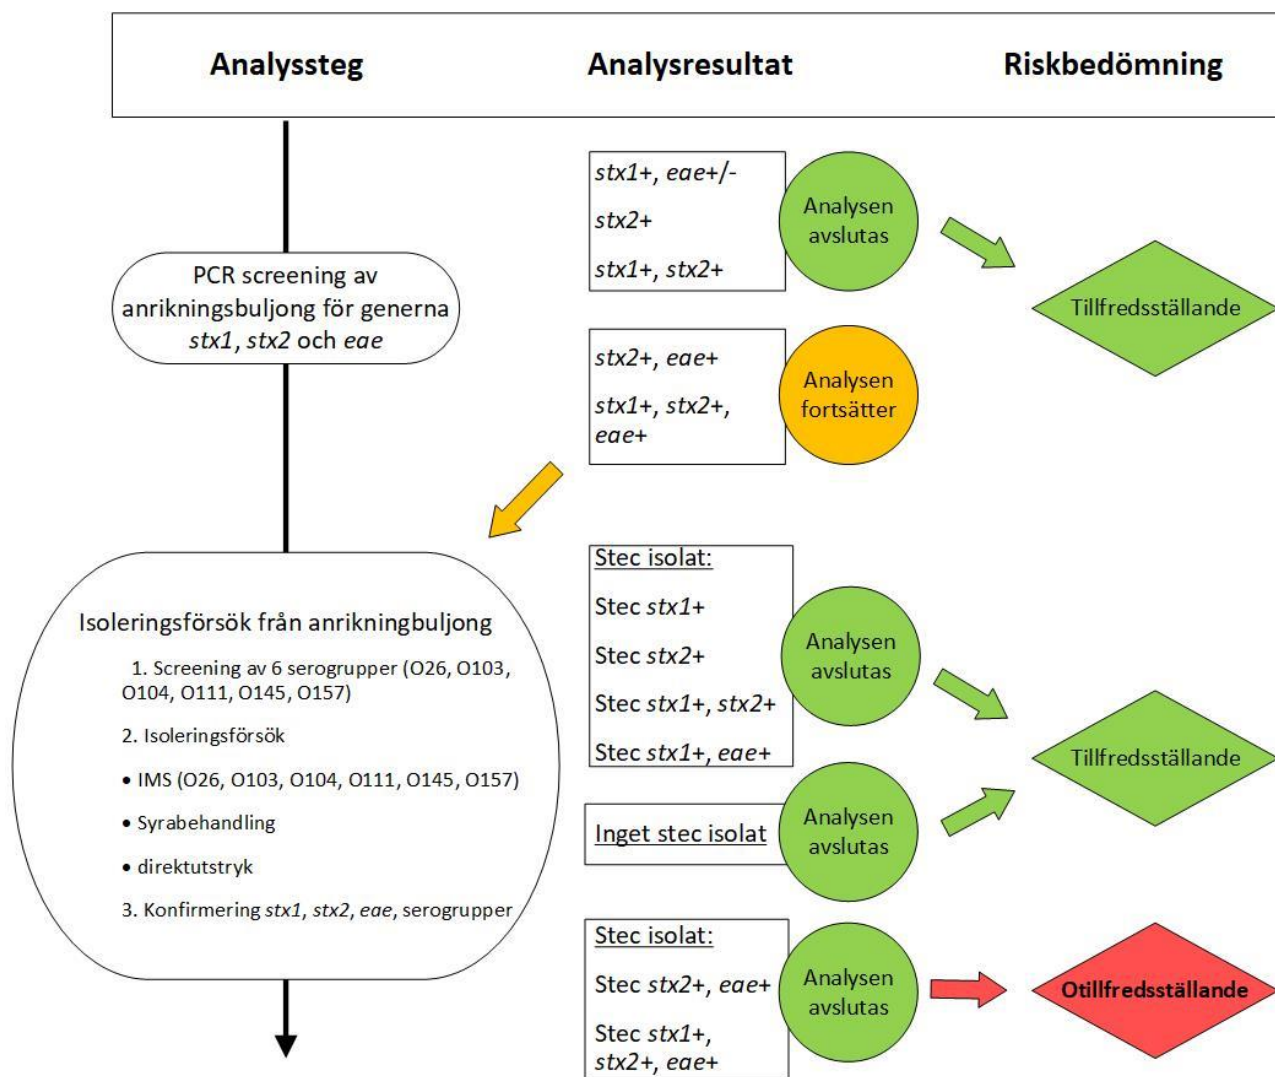 Analyssteg
Analysresultat
Riskbedömning
stx1+, eae+/-
stx2+
stx1+, stx2+
Analysen
avslutas
Tillfredsställande
PCR screening av
anrikningsbuljong för generna
stx1, stx2 och eae
stx2+, eae+
stx1+, stx2+,
eae+
Analysen
fortsätter
Isoleringsförsök från anrikningbuljong
1. Screening av 6 serogrupper (O26, O103,
O104, O111, O145, O157)
2. Isoleringsförsök
• IMS (O26, O103, O104, O111, O145, O157)
• Syrabehandling
• direktutstryk
3. Konfirmering stx1, stx2, eae, serogrupper
Stec isolat:
Stec stx1+
Stec stx2+
Stec stx1+, stx2+
Stec stx1+, eae+
Analysen
avslutas
Tillfredsställande
Inget stec isolat
Analysen
avslutas
Stec isolat:
Stec stx2+, eae+
Stec stx1+,
stx2+, eae+
Analysen
avslutas
Otillfredsställande